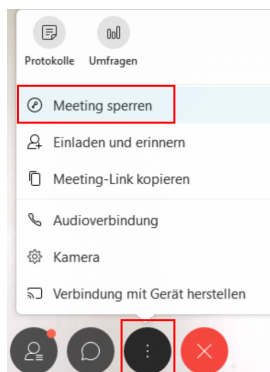 Protokolle Umfragen
Meeting sperren
Einladen und erinnern
Meeting-Link kopieren
Audioverbindung
Kamera
Verbindung mit Gerät herstellen